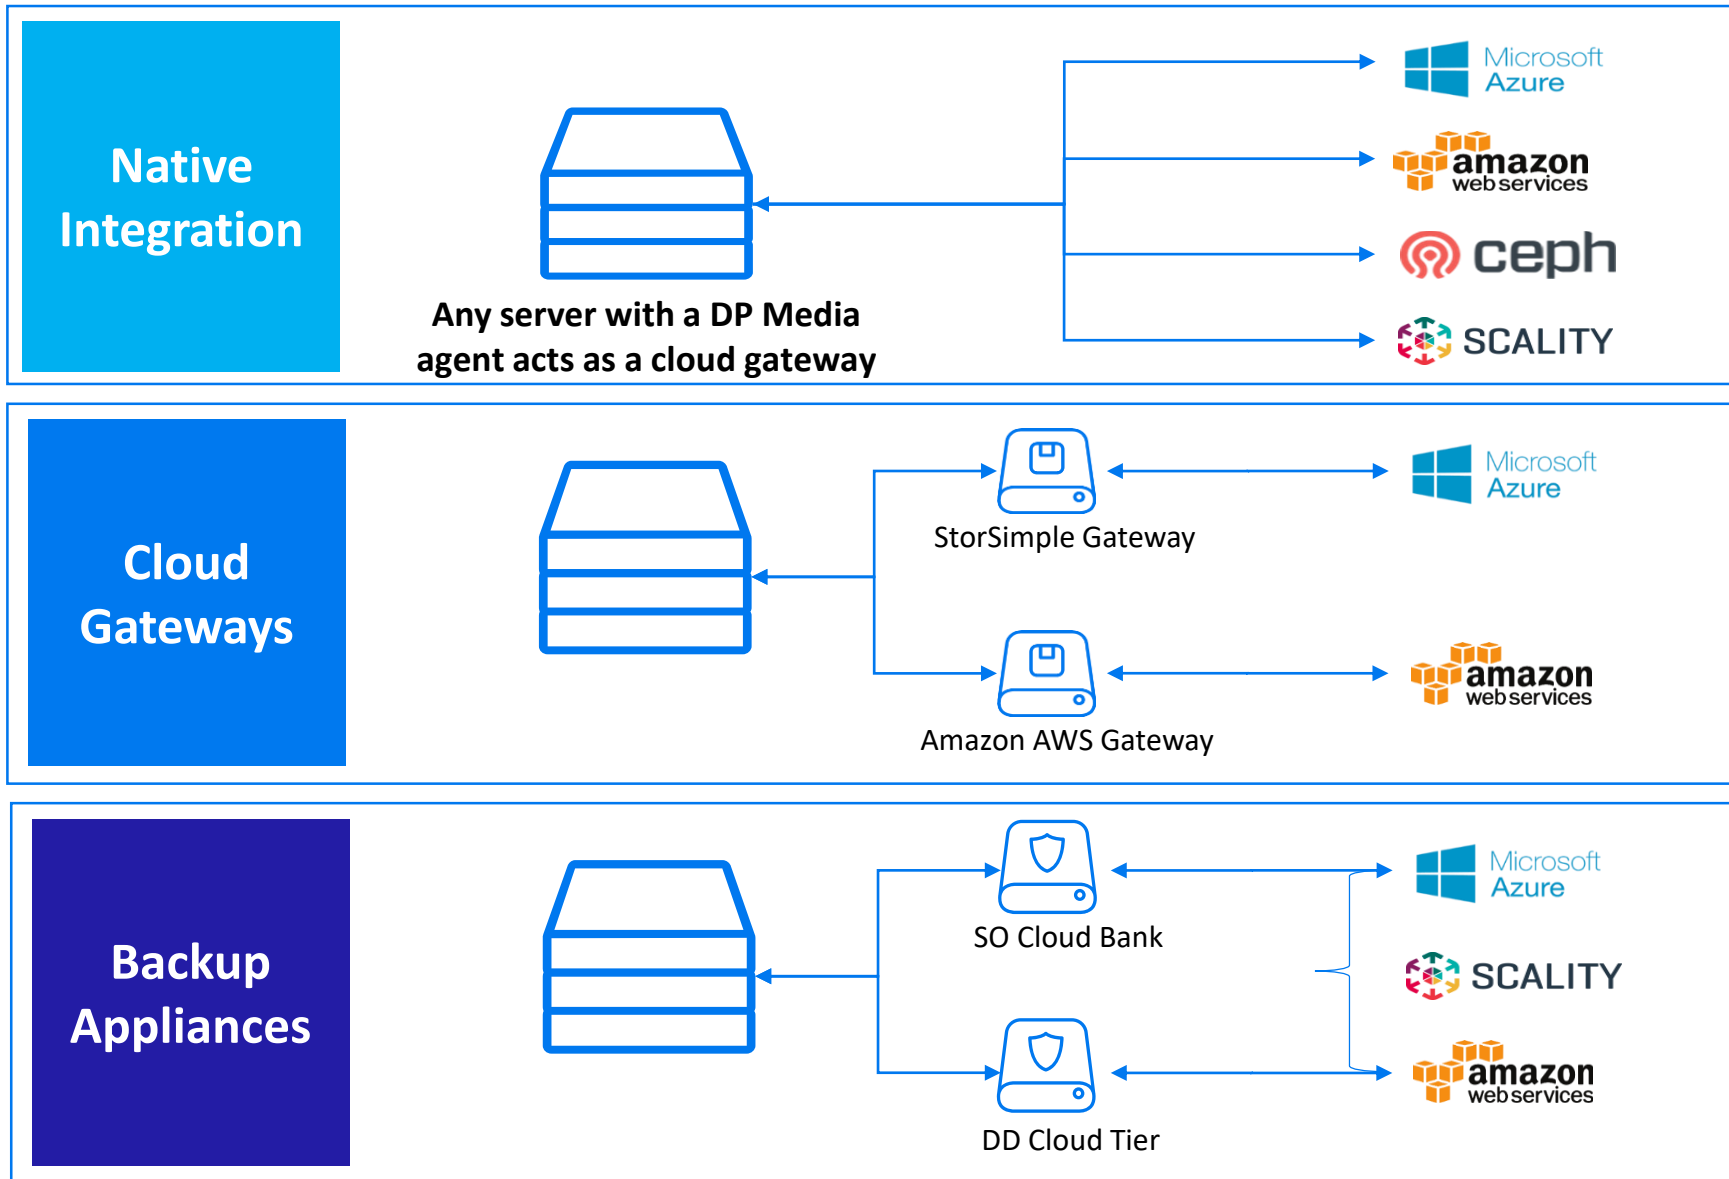 Native
Integration
Any server with a DP Media
agent acts as a cloud gateway
Microsoft
Azure
amazon
web services
ceph
SCALITY
Cloud
Gateways
StorSimple Gateway
Amazon AWS Gateway
Microsoft
Azure
amazon
web services
Backup
Appliances
SO Cloud Bank
DD Cloud Tier
Microsoft
Azure
SCALITY
amazon
web services